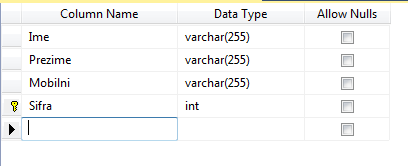 Column Name Data Type Allow Nulls
Ime varchar(255)
Prezime varchar(255)
Mobilni varchar(255)
Sifra int